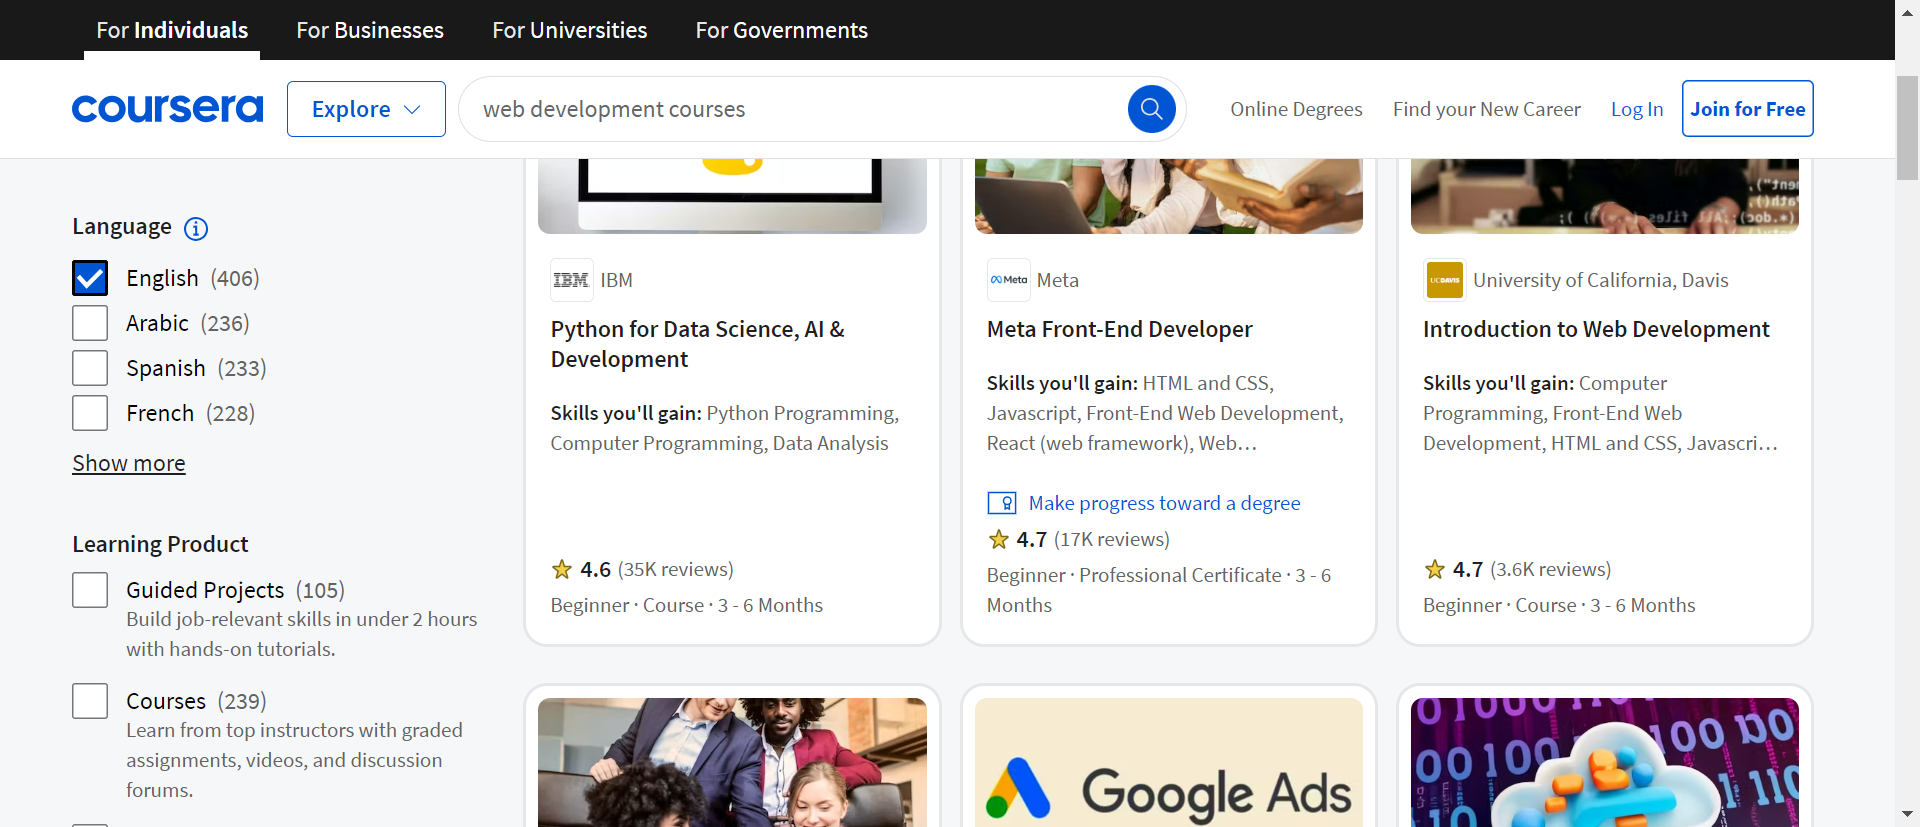 For Individuals For Businesses For Universities For Governments
coursera Explore web development courses Online Degrees Find your New Career Log In Join for Free
Language
English (406)
Arabic (236)
Spanish (233)
French (228)
Show more
Learning Product
Guided Projects (105)
Build job-relevant skills in under 2 hours
with hands-on tutorials.
Courses (239)
Learn from top instructors with graded
assignments, videos, and discussion
forums.
IBM IBM
Python for Data Science, AI &
Development
Skills you'll gain: Python Programming,
Computer Programming, Data Analysis
4.6 (35K reviews)
Beginner · Course · 3 - 6 Months
Meta Meta
Meta Front-End Developer
Skills you'll gain: HTML and CSS,
Javascript, Front-End Web Development,
React (web framework), Web…
Make progress toward a degree
4.7 (17K reviews)
Beginner · Professional Certificate · 3 - 6
Months
UCDAVIS University of California, Davis
Introduction to Web Development
Skills you'll gain: Computer
Programming, Front-End Web
Development, HTML and CSS, Javascri…
4.7 (3.6K reviews)
Beginner · Course · 3 - 6 Months
Google Ads